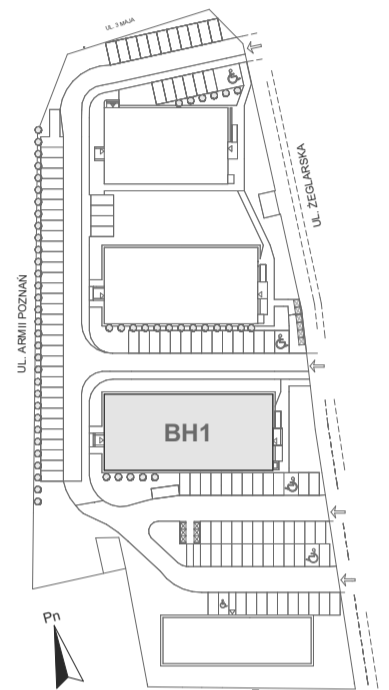 UL. 3 MAJA
UL. ŻEGLARSKA
UL. ARMII POZNAŃ
BH1
Pn